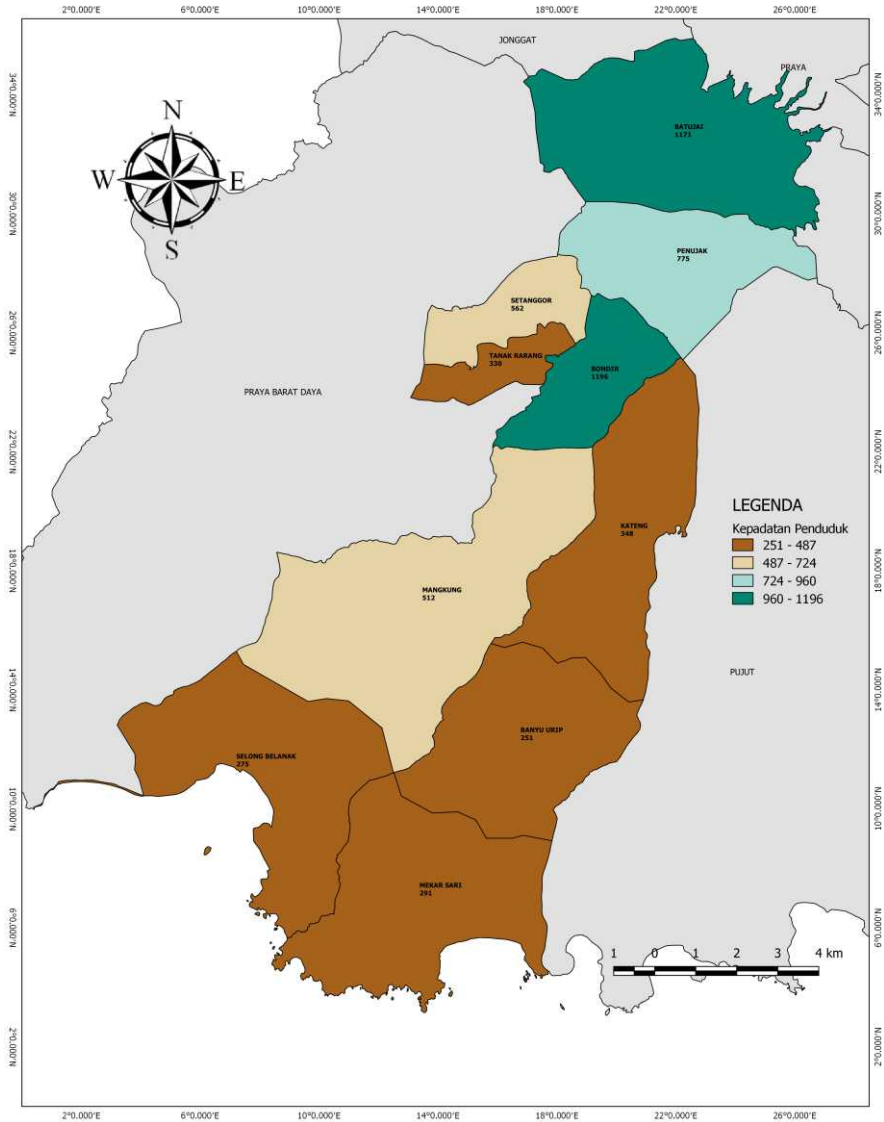 2°0.000'E 6°0.000'E 10°0.000'E 14°0.000'E 18°0.000'E 22°0.000'E 26°0.000'E
JONGGAT
PRAYA
34°0.000'N
34°0.000'N
N
W E
S
BATUJAI
1171
30°0.000'N
30°0.000'N
PENUJAK
775
SETANGGOR
562
26°0.000'N
26°0.000'N
TANAK RARANG
330
BONDIR
1196
PRAYA BARAT DAYA
22°0.000'N
22°0.000'N
LEGENDA
Kepadatan Penduduk
251 - 487
487 - 724
724 - 960
960 - 1196
KATENG
348
18°0.000'N
18°0.000'N
MANGKUNG
512
PUJUT
14°0.000'N
14°0.000'N
BANYU URIP
251
SELONG BELANAK
275
10°0.000'N
10°0.000'N
MEKAR SARI
291
6°0.000'N
6°0.000'N
1 0 1 2 3 4 km
2°0.000'N
2°0.000'N
2°0.000'E 6°0.000'E 10°0.000'E 14°0.000'E 18°0.000'E 22°0.000'E 26°0.000'E